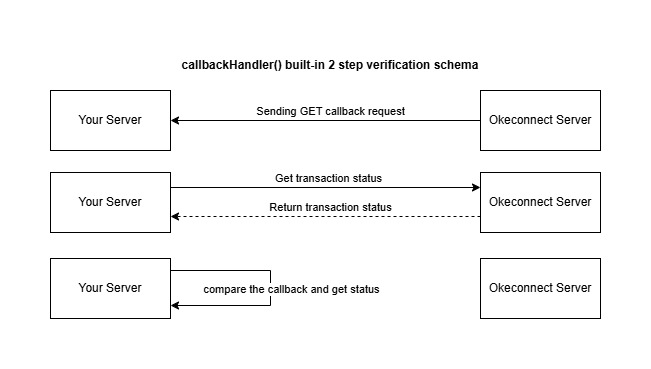 callbackHandler() built-in 2 step verification schema
Your Server
Sending GET callback request
Okeconnect Server
Your Server
Get transaction status
Return transaction status
Okeconnect Server
Your Server
compare the callback and get status
Okeconnect Server